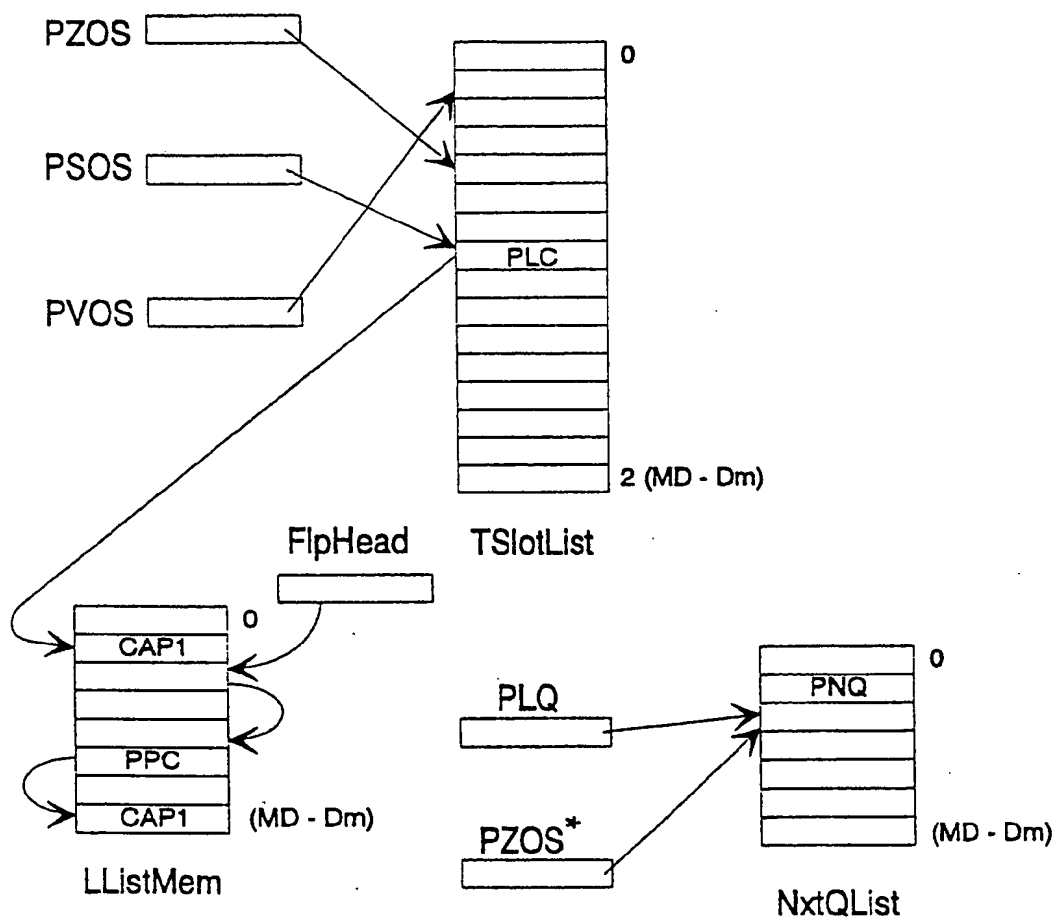 PZOS
0
PSOS
PLC
PVOS
2 (MD - Dm)
FlpHead
TSlotList
0
CAP1
0
PLQ
PNQ
PPC
CAP1
(MD - Dm)
PZOS*
(MD - Dm)
LListMem
NxtQList